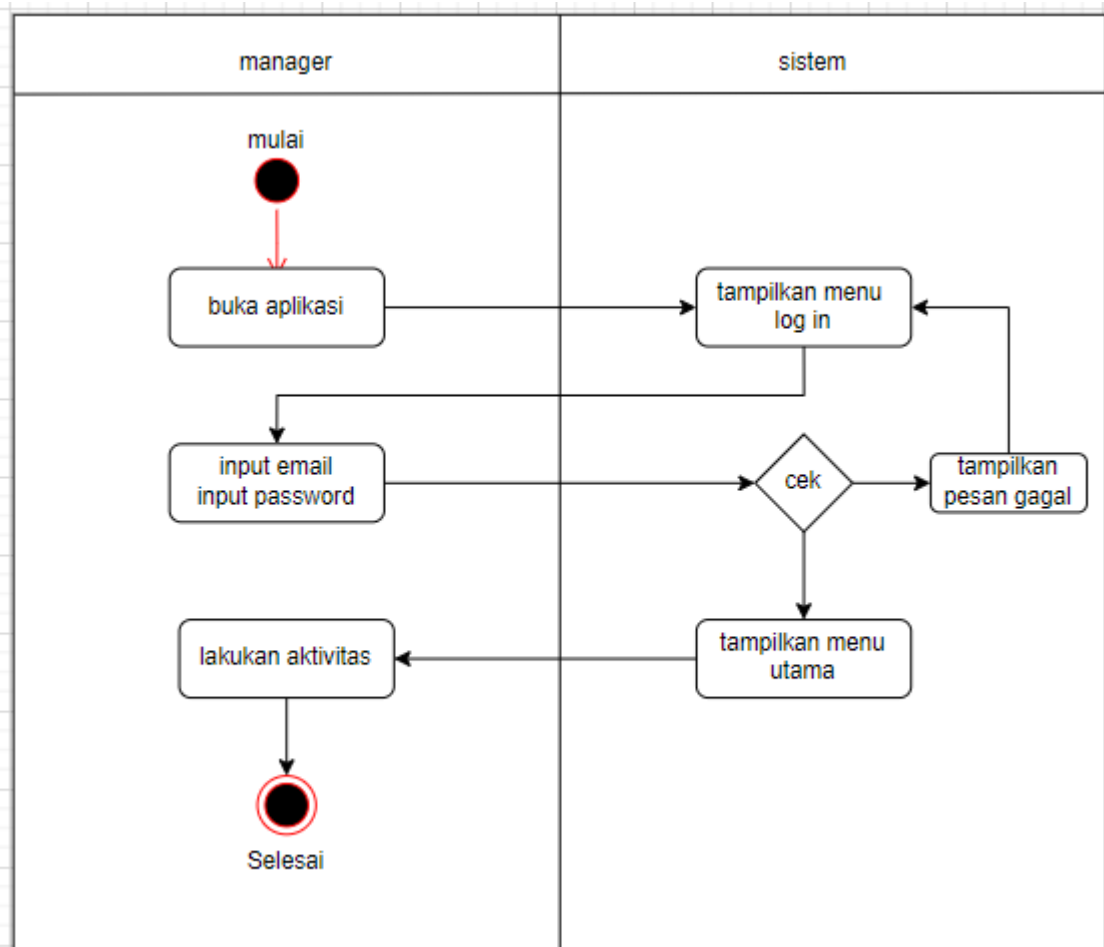 manager
sistem
mulai
buka aplikasi
tampilkan menu
log in
input email
input password
cek
tampilkan
pesan gagal
lakukan aktivitas
tampilkan menu
utama
Selesai